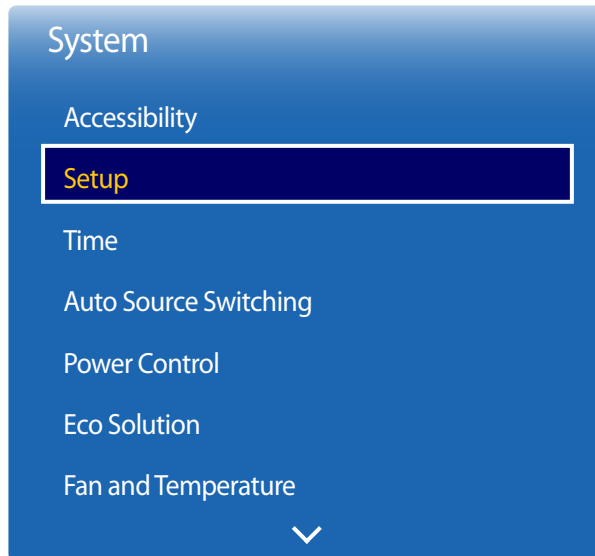 System
Accessibility
Setup
Time
Auto Source Switching
Power Control
Eco Solution
Fan and Temperature